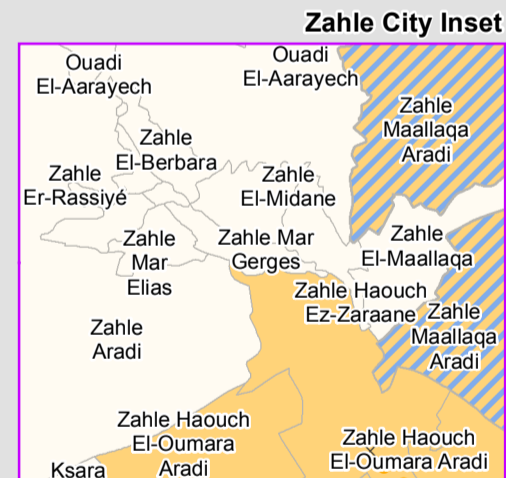 Zahle City Inset
Ouadi
El-Aarayech
Ouadi
El-Aarayech
Zahle
Maallaqa
Aradi
Zahle
El-Berbara
Zahle
Er-Rassiyé
Zahle
El-Midane
Zahle
Mar
Elias
Zahle Mar
Gerges
Zahle
El-Maallaqa
Zahle Haouch
Ez-Zaraane
Zahle
Maallaqa
Aradi
Zahle
Aradi
Zahle Haouch
El-Oumara
Aradi
Zahle Haouch
El-Oumara Aradi
Ksara